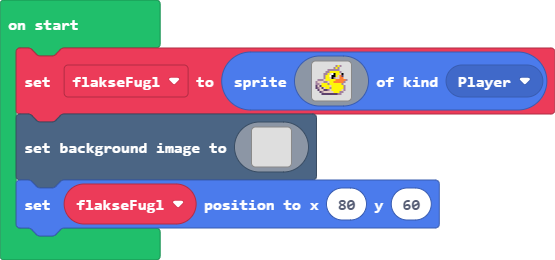 on start
set flakseFugl to sprite of kind Player
set background image to
set flakseFugl position to x 80 y 60